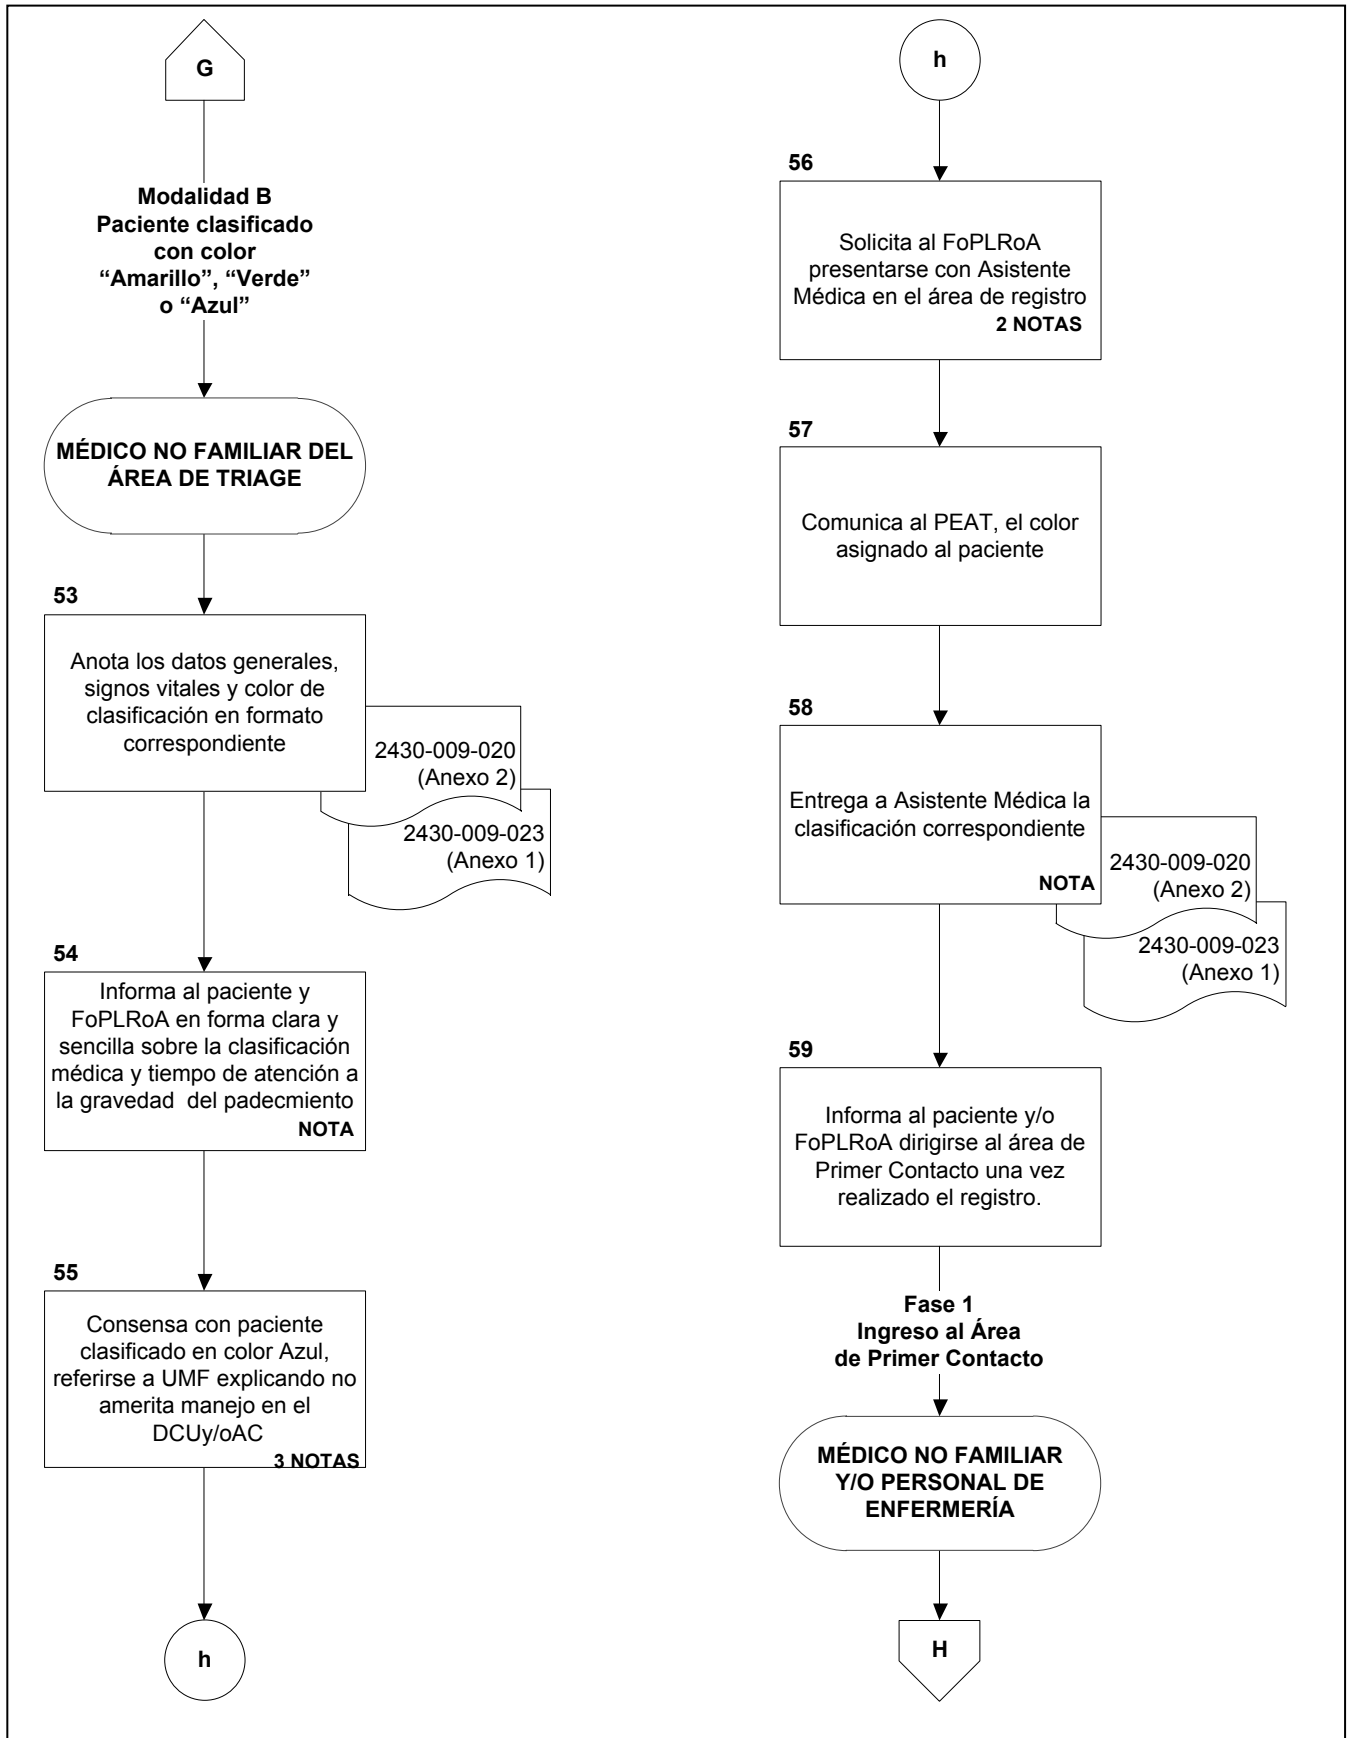 G
Modalidad B
Paciente clasificado
con color
“Amarillo”, “Verde”
o “Azul”
MÉDICO NO FAMILIAR DEL
ÁREA DE TRIAGE
53
Anota los datos generales,
signos vitales y color de
clasificación en formato
correspondiente
2430-009-020
(Anexo 2)
2430-009-023
(Anexo 1)
54
Informa al paciente y
FoPLRoA en forma clara y
sencilla sobre la clasificación
médica y tiempo de atención a
la gravedad del padecmiento
NOTA
55
Consensa con paciente
clasificado en color Azul,
referirse a UMF explicando no
amerita manejo en el
DCUy/oAC
3 NOTAS
h
h
56
Solicita al FoPLRoA
presentarse con Asistente
Médica en el área de registro
2 NOTAS
57
Comunica al PEAT, el color
asignado al paciente
58
Entrega a Asistente Médica la
clasificación correspondiente
NOTA
2430-009-020
(Anexo 2)
2430-009-023
(Anexo 1)
59
Informa al paciente y/o
FoPLRoA dirigirse al área de
Primer Contacto una vez
realizado el registro.
Fase 1
Ingreso al Área
de Primer Contacto
MÉDICO NO FAMILIAR
Y/O PERSONAL DE
ENFERMERÍA
H